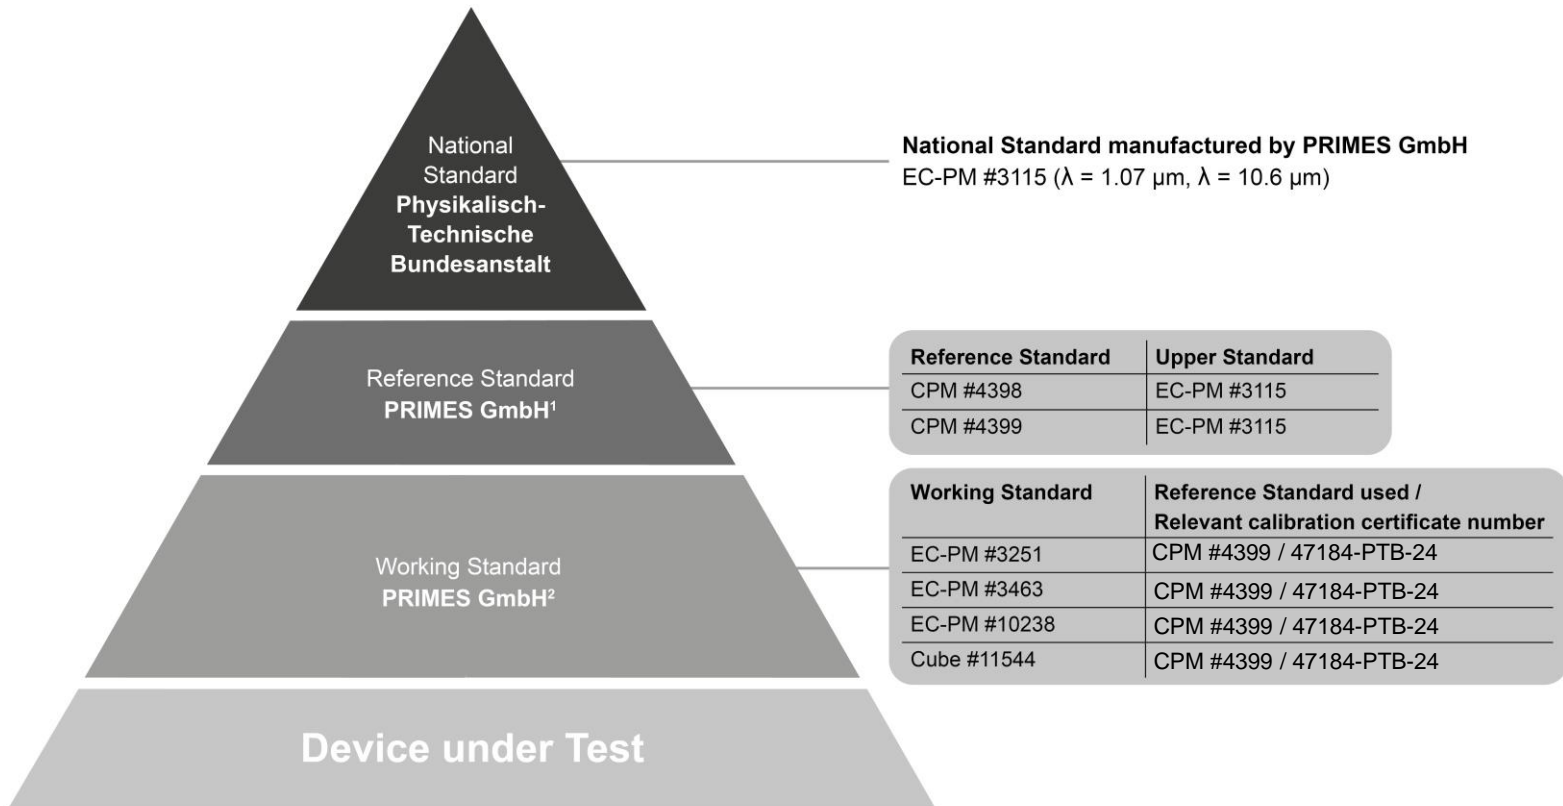 National
Standard
Physikalisch-
Technische
Bundesanstalt
National Standard manufactured by PRIMES GmbH
EC-PM #3115 (λ = 1.07 µm, λ = 10.6 µm)
Reference Standard
PRIMES GmbH¹
Reference Standard Upper Standard
CPM #4398 EC-PM #3115
CPM #4399 EC-PM #3115
Working Standard
PRIMES GmbH²
Working Standard Reference Standard used /
Relevant calibration certificate number
EC-PM #3251 CPM #4399 / 47184-PTB-24
EC-PM #3463 CPM #4399 / 47184-PTB-24
EC-PM #10238 CPM #4399 / 47184-PTB-24
Cube #11544 CPM #4399 / 47184-PTB-24
Device under Test